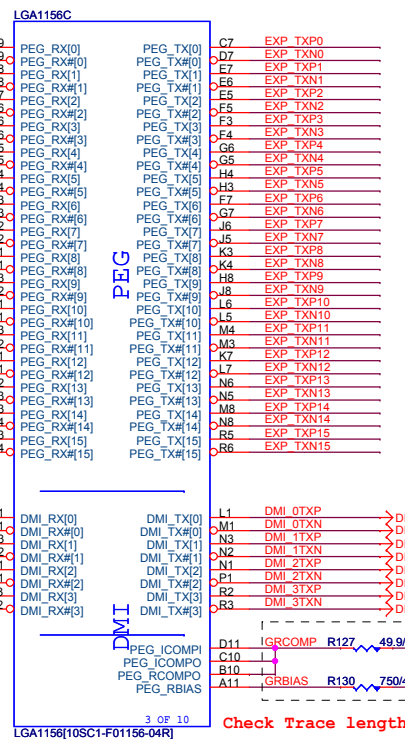 LGA1156C
PEG_RX[0] PEG_TX[0] C7 EXP_TXP0
PEG_RX#[0] PEG_TX#[0] D7 EXP_TXN0
PEG_RX[1] PEG_TX[1] E7 EXP_TXP1
PEG_RX#[1] PEG_TX#[1] E6 EXP_TXN1
PEG_RX[2] PEG_TX[2] E5 EXP_TXP2
PEG_RX#[2] PEG_TX#[2] F5 EXP_TXN2
PEG_RX[3] PEG_TX[3] F3 EXP_TXP3
PEG_RX#[3] PEG_TX#[3] F4 EXP_TXN3
PEG_RX[4] PEG_TX[4] G6 EXP_TXP4
PEG_RX#[4] PEG_TX#[4] G5 EXP_TXN4
PEG_RX[5] PEG_TX[5] H4 EXP_TXP5
PEG_RX#[5] PEG_TX#[5] H3 EXP_TXN5
PEG_RX[6] PEG_TX[6] F7 EXP_TXP6
PEG_RX#[6] PEG_TX#[6] G7 EXP_TXN6
PEG_RX[7] PEG_TX[7] J6 EXP_TXP7
PEG_RX#[7] PEG_TX#[7] J5 EXP_TXN7
PEG_RX[8] PEG_TX[8] K3 EXP_TXP8
PEG_RX#[8] PEG_TX#[8] K4 EXP_TXN8
PEG_RX[9] PEG_TX[9] H8 EXP_TXP9
PEG_RX#[9] PEG_TX#[9] J8 EXP_TXN9
PEG_RX[10] PEG_TX[10] L6 EXP_TXP10
PEG_RX#[10] PEG_TX#[10] L5 EXP_TXN10
PEG_RX[11] PEG_TX[11] M4 EXP_TXP11
PEG_RX#[11] PEG_TX#[11] M3 EXP_TXN11
PEG_RX[12] PEG_TX[12] K7 EXP_TXP12
PEG_RX#[12] PEG_TX#[12] L7 EXP_TXN12
PEG_RX[13] PEG_TX[13] N6 EXP_TXP13
PEG_RX#[13] PEG_TX#[13] N5 EXP_TXN13
PEG_RX[14] PEG_TX[14] M8 EXP_TXP14
PEG_RX#[14] PEG_TX#[14] N8 EXP_TXN14
PEG_RX[15] PEG_TX[15] R5 EXP_TXP15
PEG_RX#[15] PEG_TX#[15] R6 EXP_TXN15
PEG
DMI_RX[0] DMI_TX[0] L1 DMI_0TXP
DMI_RX#[0] DMI_TX#[0] M1 DMI_0TXN
DMI_RX[1] DMI_TX[1] N3 DMI_1TXP
DMI_RX#[1] DMI_TX#[1] N2 DMI_1TXN
DMI_RX[2] DMI_TX[2] N1 DMI_2TXP
DMI_RX#[2] DMI_TX#[2] P1 DMI_2TXN
DMI_RX[3] DMI_TX[3] R2 DMI_3TXP
DMI_RX#[3] DMI_TX#[3] R3 DMI_3TXN
DMI
PEG_ICOMPI D11 GRCOMP R127 49.9/
PEG_ICOMPO C10
PEG_RCOMPO B10
PEG_RBIAS A11 GRBIAS R130 750/
3 OF 10
Check Trace length
LGA1156[10SC1-F01156-04R]